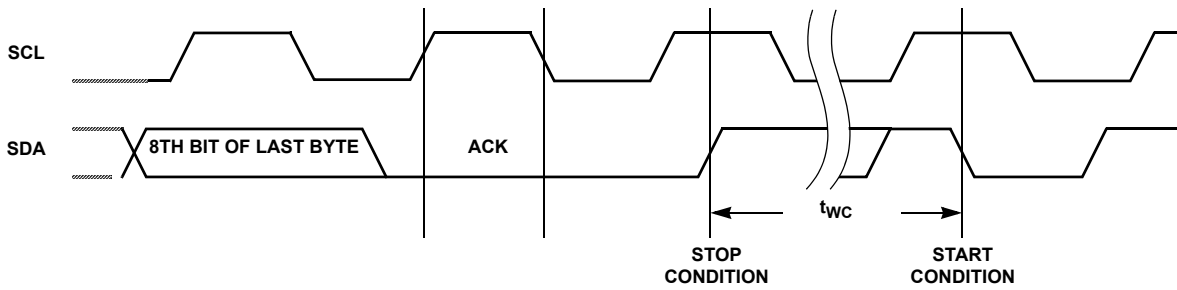 SCL
SDA
8TH BIT OF LAST BYTE
ACK
tWC
STOP
CONDITION
START
CONDITION